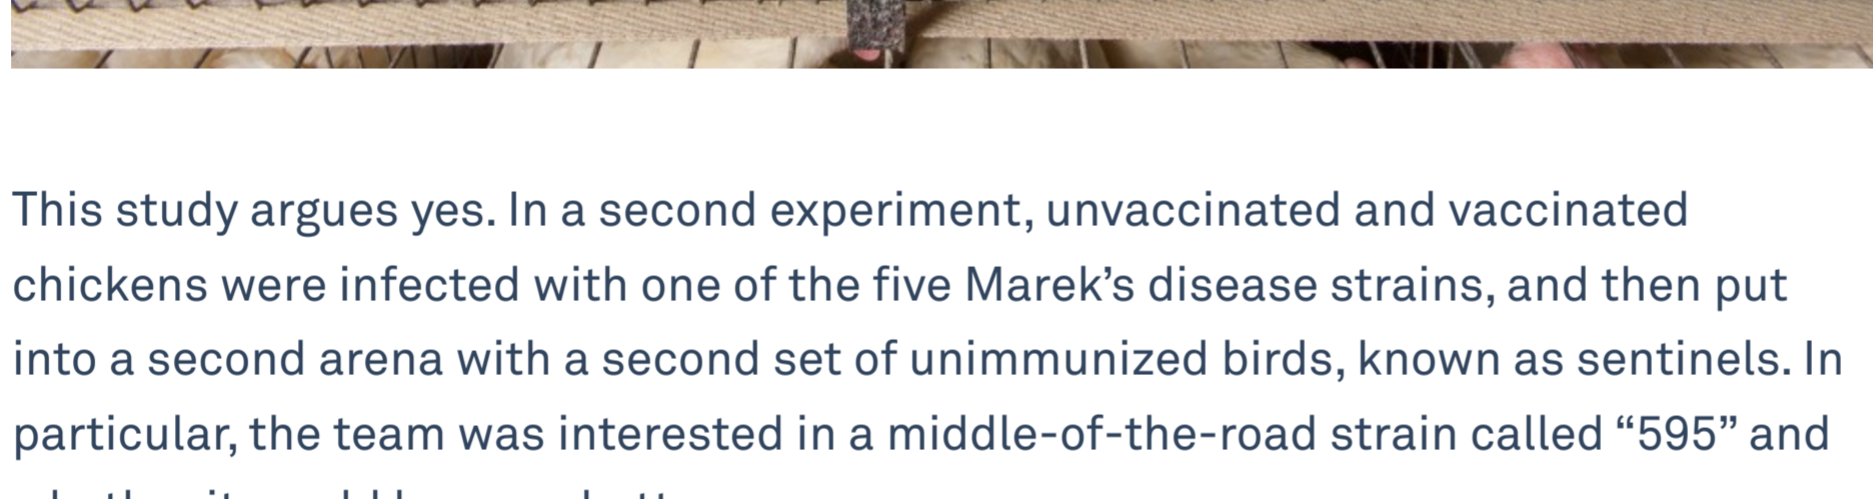 This study argues yes. In a second experiment, unvaccinated and vaccinated
chickens were infected with one of the five Marek’s disease strains, and then put
into a second arena with a second set of unimmunized birds, known as sentinels. In
particular, the team was interested in a middle-of-the-road strain called “595” and